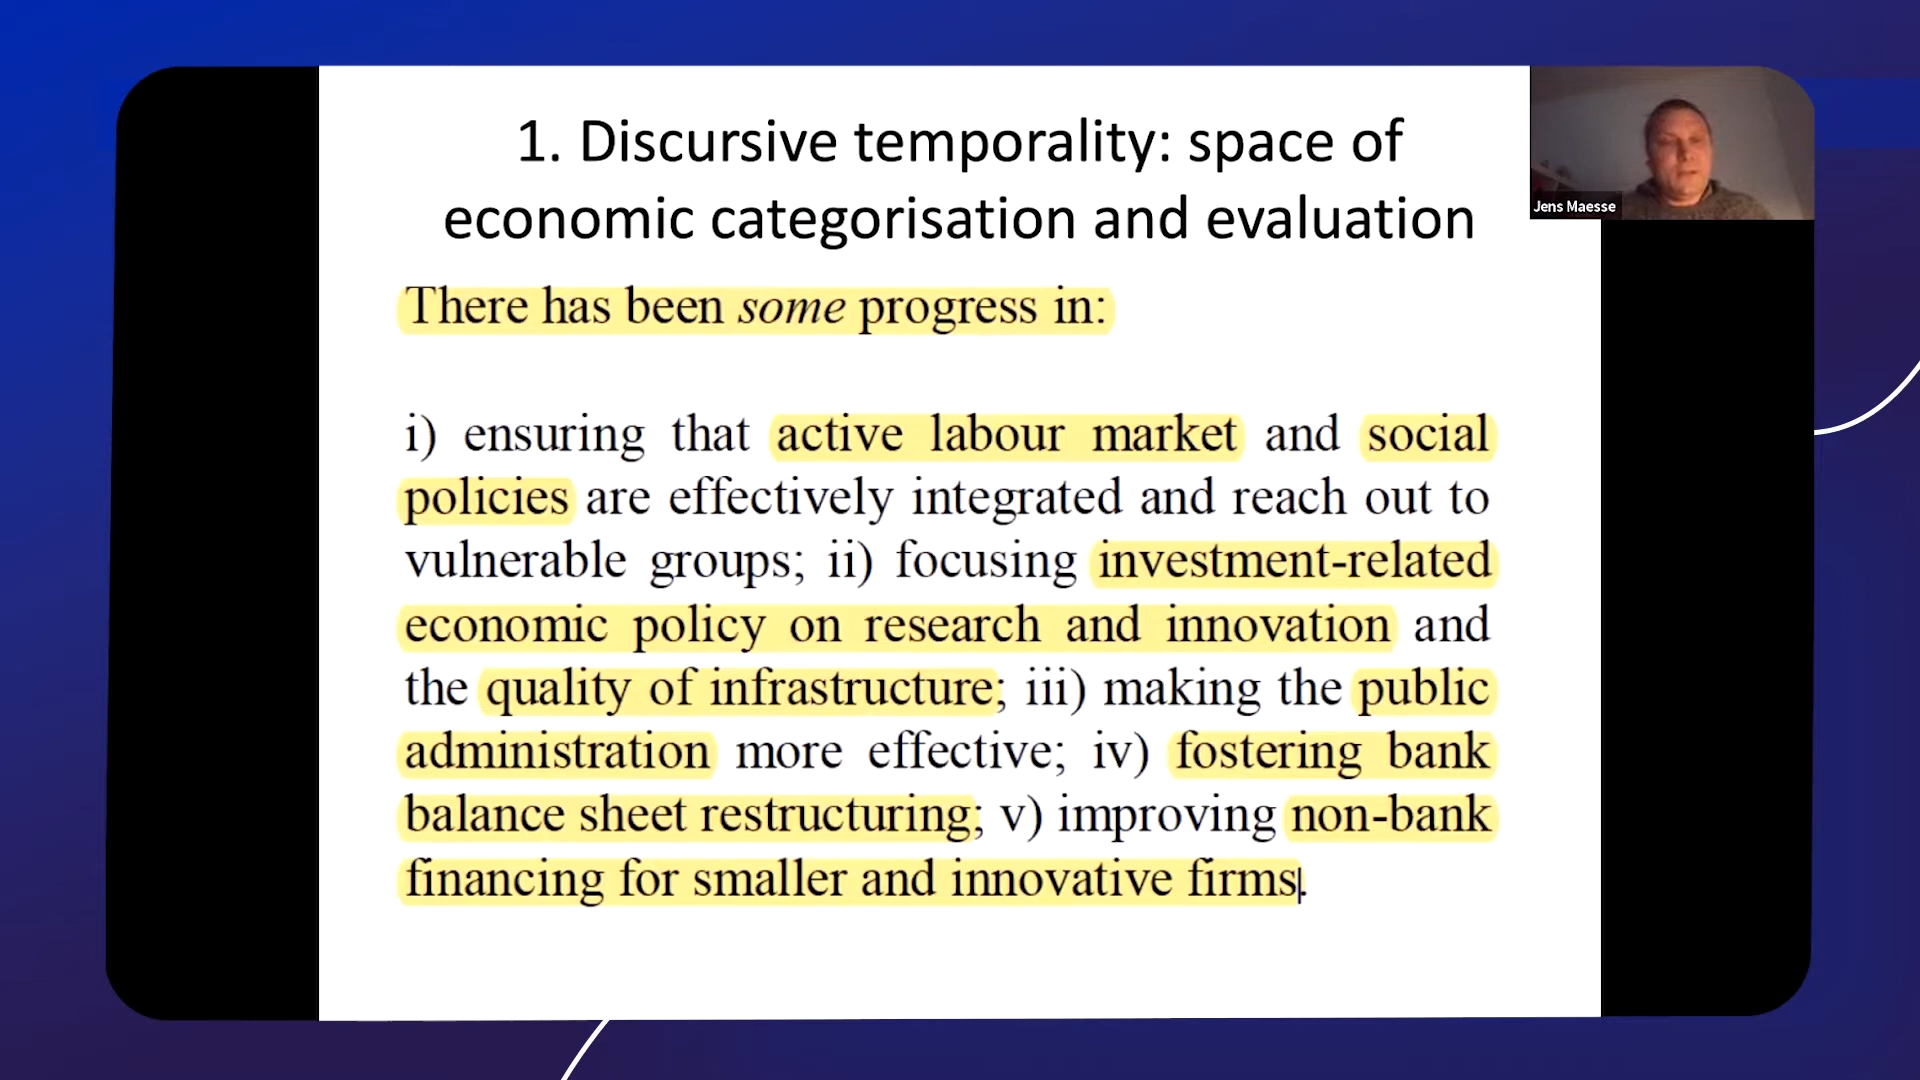 1. Discursive temporality: space of
economic categorisation and evaluation
Jens Maesse
There has been some progress in:
i) ensuring that active labour market and social
policies are effectively integrated and reach out to
vulnerable groups; ii) focusing investment-related
economic policy on research and innovation and
the quality of infrastructure; iii) making the public
administration more effective; iv) fostering bank
balance sheet restructuring; v) improving non-bank
financing for smaller and innovative firms.